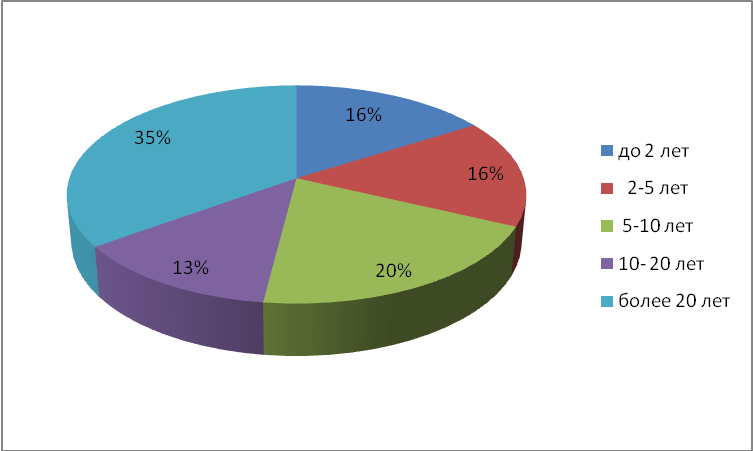 16%
35%
16%
13%
20%
до 2 лет
2-5 лет
5-10 лет
10- 20 лет
более 20 лет